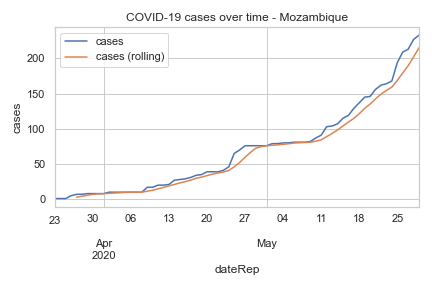 COVID-19 cases over time - Mozambique
cases
cases (rolling)
cases
200
150
100
50
0
23 30 06 13 20 27 04 11 18 25
Apr May
2020
dateRep